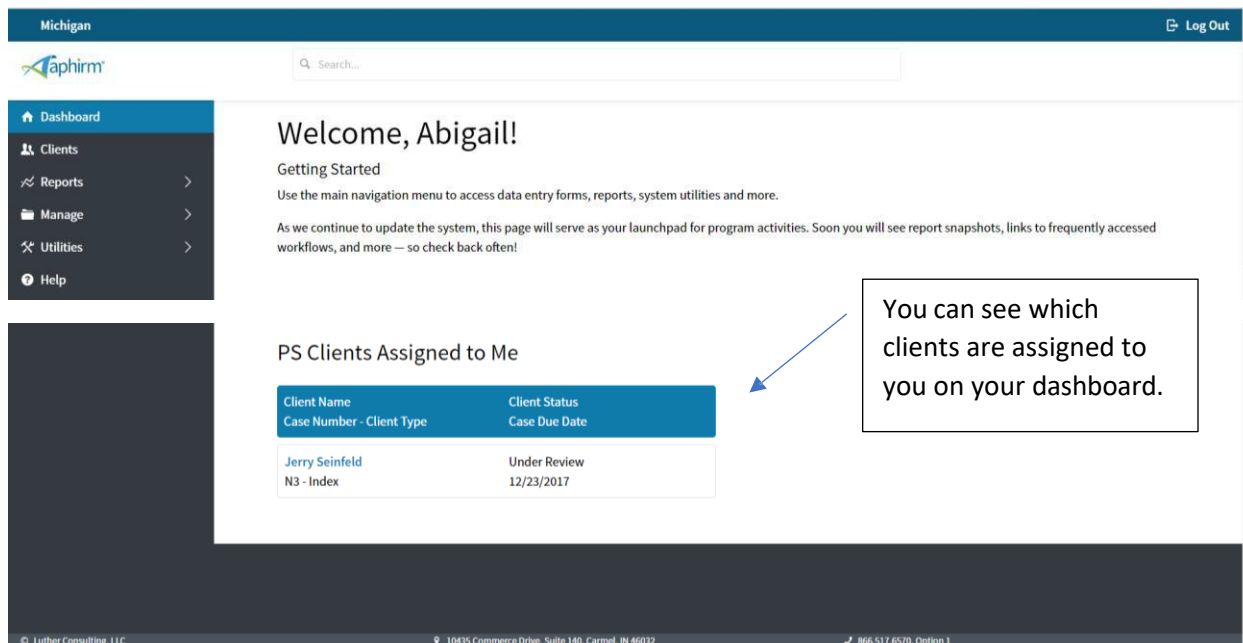 Michigan
Log Out
aphirm
Search...
Dashboard
Clients
Reports
Manage
Utilities
Help
Welcome, Abigail!
Getting Started
Use the main navigation menu to access data entry forms, reports, system utilities and more.
As we continue to update the system, this page will serve as your launchpad for program activities. Soon you will see report snapshots, links to frequently accessed
workflows, and more — so check back often!
You can see which
clients are assigned to
you on your dashboard.
PS Clients Assigned to Me
Client Name Client Status
Case Number - Client Type Case Due Date
Jerry Seinfeld Under Review
N3 - Index 12/23/2017
© Luther Consulting, LLC 10435 Commerce Drive, Suite 140, Carmel, IN 46032 866.517.6570, Option 1